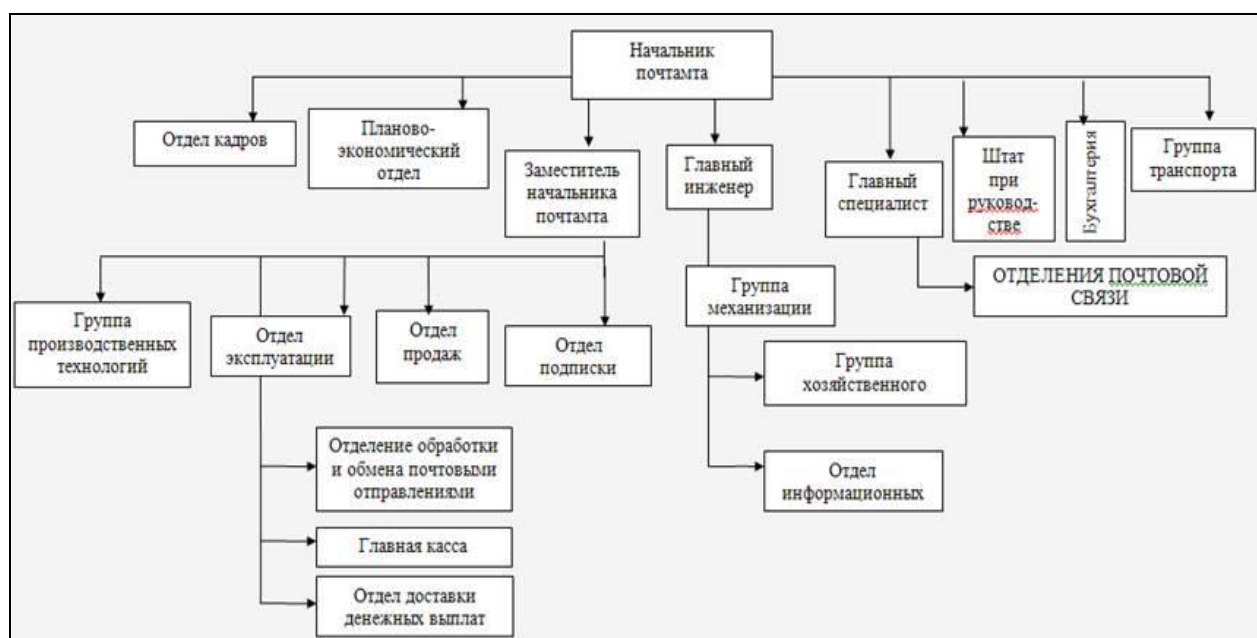 Начальник
почтамта
Отдел кадров
Планово-
экономический
отдел
Заместитель
начальника
почтамта
Главный
инженер
Главный
специалист
Штат
при
руковод-
стве
Бухгалтерия
Группа
транспорта
ОТДЕЛЕНИЯ ПОЧТОВОЙ
СВЯЗИ
Группа
производственных
технологий
Отдел
эксплуатации
Отдел
продаж
Отдел
подписки
Группа
механизации
Группа
хозяйственного
Отдел
информационных
Отделение обработки
и обмена почтовыми
отправлениями
Главная касса
Отдел доставки
денежных выплат